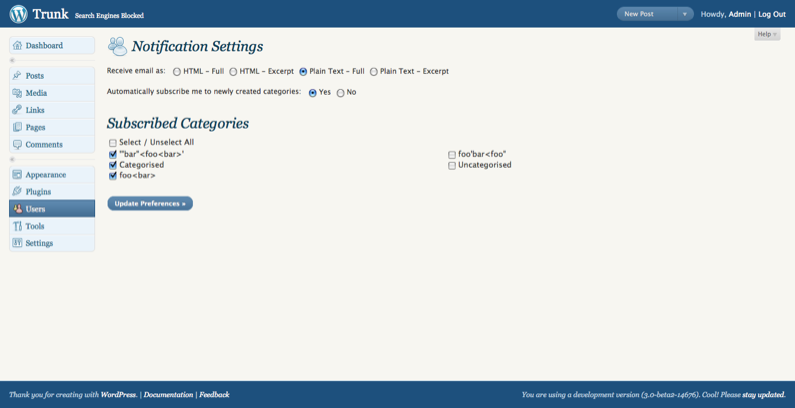 Trunk Search Engines Blocked New Post Howdy, Admin | Log Out
Help
Dashboard
Notification Settings
Receive email as: HTML - Full HTML - Excerpt Plain Text - Full Plain Text - Excerpt
Posts
Media
Automatically subscribe me to newly created categories: Yes No
Links
Pages
Comments
Subscribed Categories
Select / Unselect All
'"bar"<foo<bar>' foo'bar<foo"
Categorised Uncategorised
foo<bar>
Appearance
Plugins
Users
Tools
Settings
Update Preferences »
Thank you for creating with WordPress. | Documentation | Feedback You are using a development version (3.0-beta2-14676). Cool! Please stay updated.